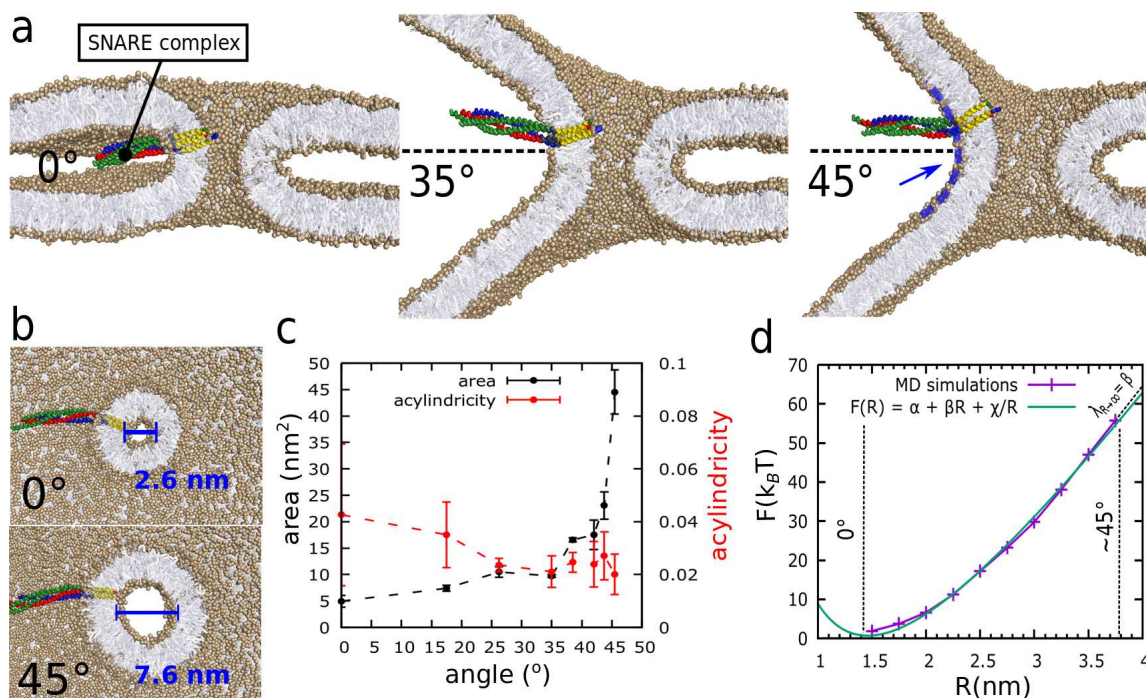 a
SNARE complex
0°
35°
45°
b
0°
2.6 nm
45°
7.6 nm
c
area (nm²)
50
45
40
35
30
25
20
15
10
5
0
area
acylindricity
0.1
0.08
0.06
0.04
0.02
0
acylindricity
0 5 10 15 20 25 30 35 40 45 50
angle (º)
d
F(k_BT)
70
60
50
40
30
20
10
0
MD simulations
F(R) = α + βR + χ/R
λ_R→∞ = β
0°
~45°
1 1.5 2 2.5 3 3.5 4
R(nm)